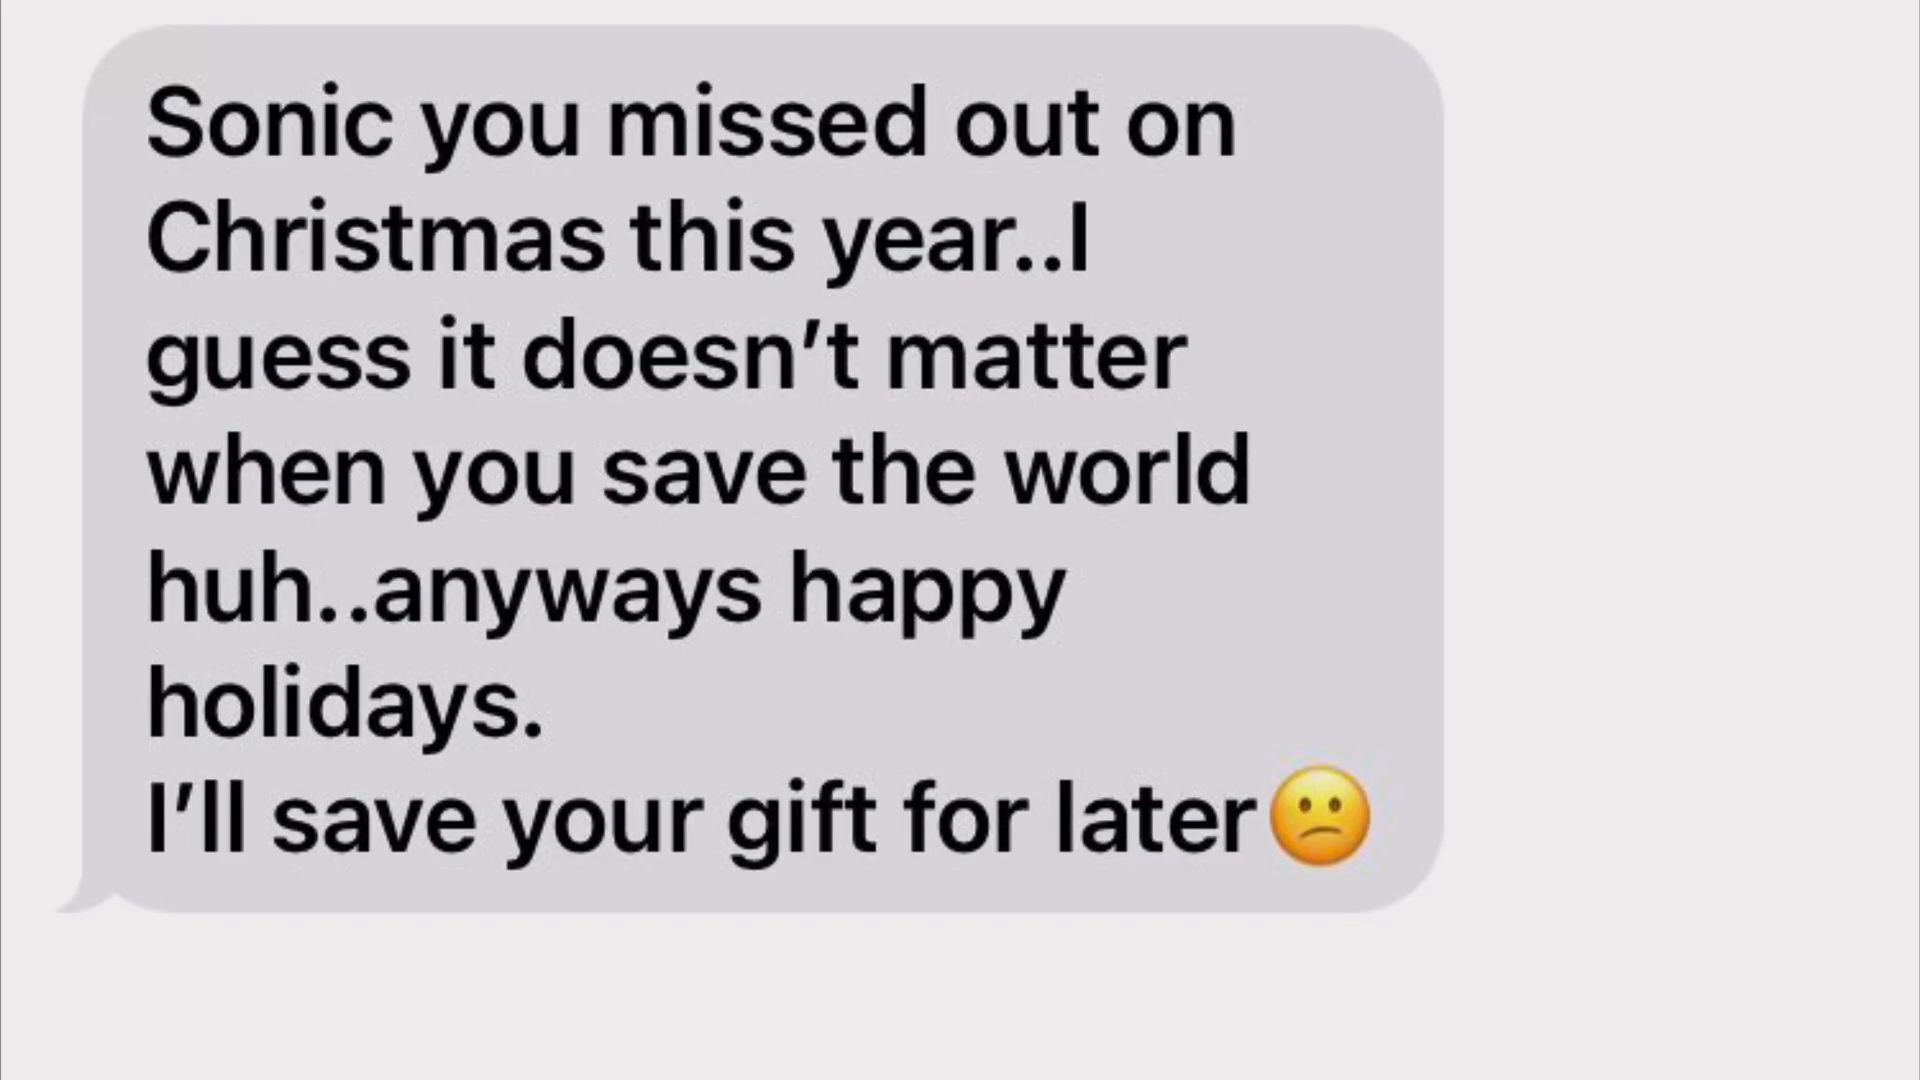 Sonic you missed out on
Christmas this year..I
guess it doesn’t matter
when you save the world
huh..anyways happy
holidays.
I’ll save your gift for later😕